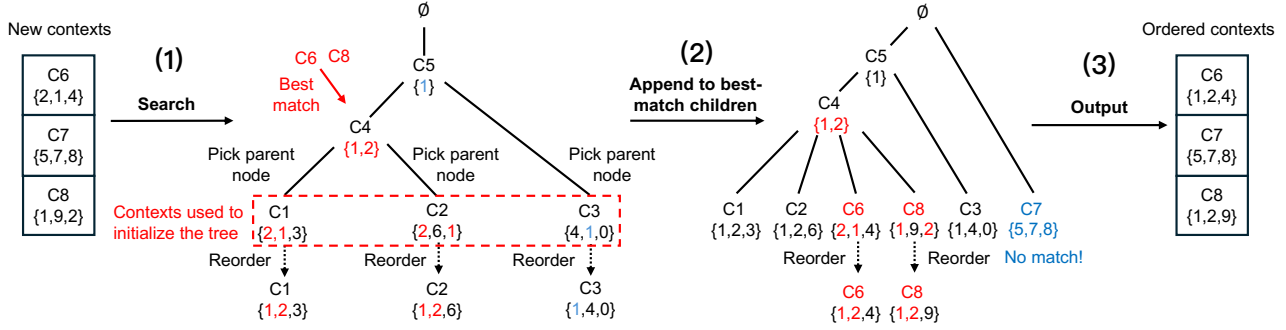 New contexts
C6
{2,1,4}
C7
{5,7,8}
C8
{1,9,2}
(1)
Search
C6 C8
Best
match
Ø
C5
{1}
C4
{1,2}
Pick parent
node
Pick parent
node
Pick parent
node
Contexts used to
initialize the tree
C1
{2,1,3}
C2
{2,6,1}
C3
{4,1,0}
Reorder
Reorder
Reorder
C1
{1,2,3}
C2
{1,2,6}
C3
{1,4,0}
(2)
Append to best-
match children
Ø
C5
{1}
C4
{1,2}
C1
{1,2,3}
C2
{1,2,6}
C6
{2,1,4}
C8
{1,9,2}
C3
{1,4,0}
C7
{5,7,8}
No match!
Reorder
Reorder
C6
{1,2,4}
C8
{1,2,9}
(3)
Output
Ordered contexts
C6
{1,2,4}
C7
{5,7,8}
C8
{1,2,9}